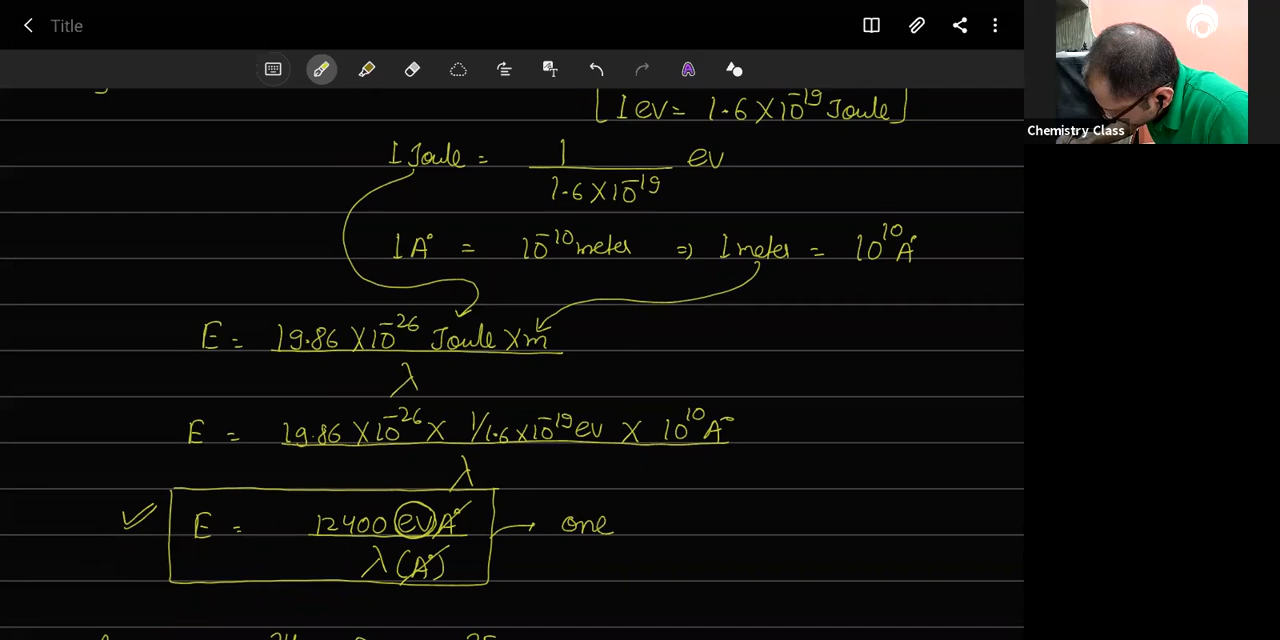 Title
[1 ev = 1.6 X 10^-19 Joule]
Chemistry Class
1 Joule = 1 / 1.6 X 10^-19 ev
1 A° = 10^-10 meter ⇒ 1 meter = 10^10 A°
E = 19.86 X 10^-26 Joule X m / λ
E = 19.86 X 10^-26 X 1/1.6 X 10^-19 ev X 10^10 A° / λ
✓ E = 12400 ev A° / λ (A°) → one